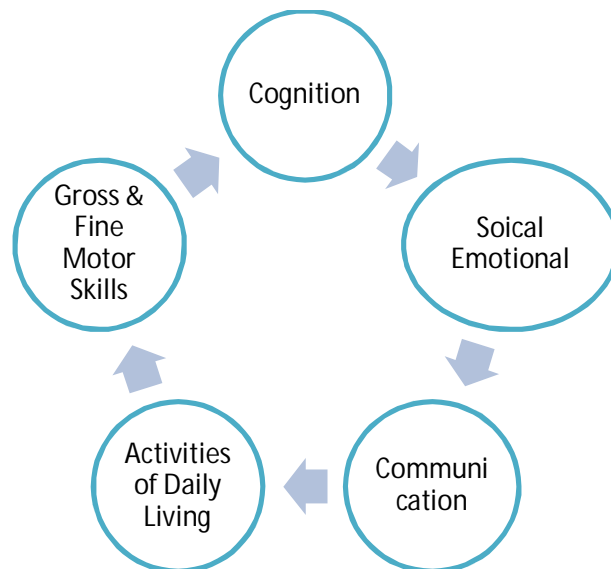 Cognition
Soical
Emotional
Communi
cation
Activities
of Daily
Living
Gross &
Fine
Motor
Skills